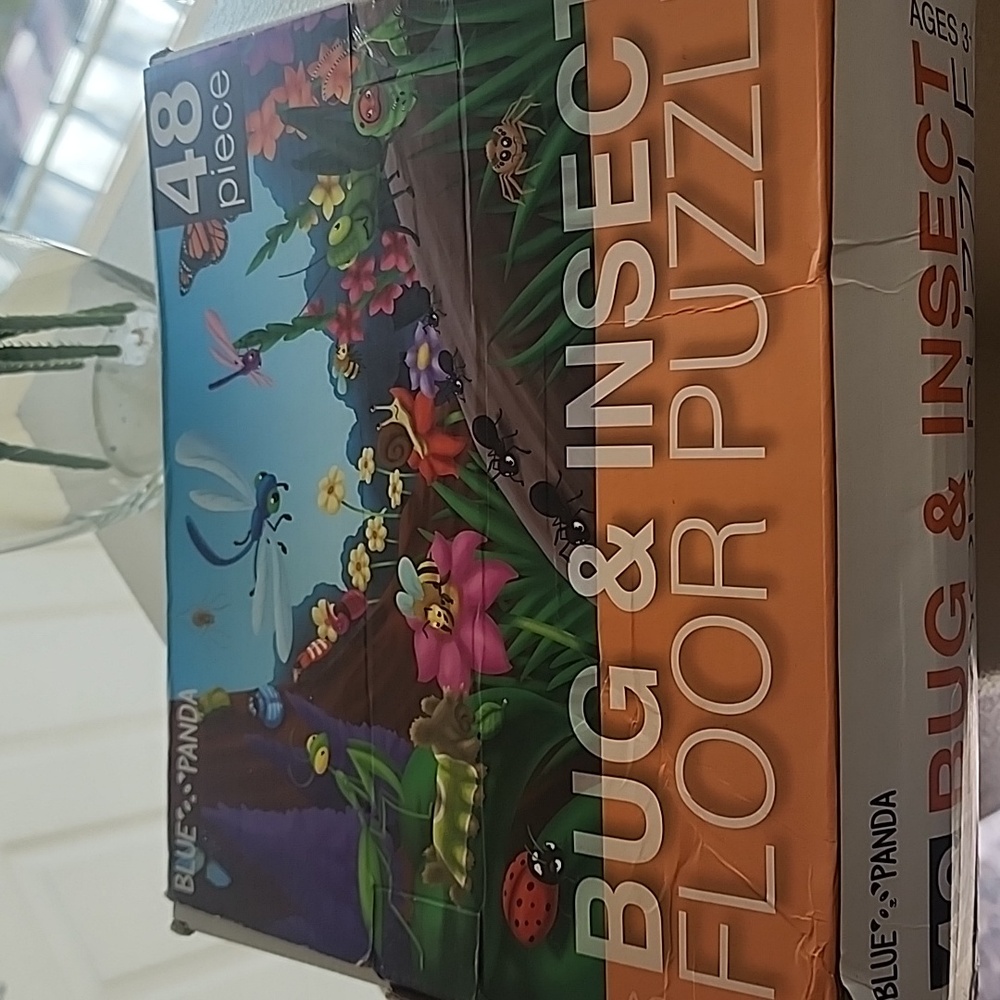 BLUE PANDA
48
piece
BUG & INSECT
FLOOR PUZZLE
BLUE PANDA
AGES 3+
BUG & INSECT